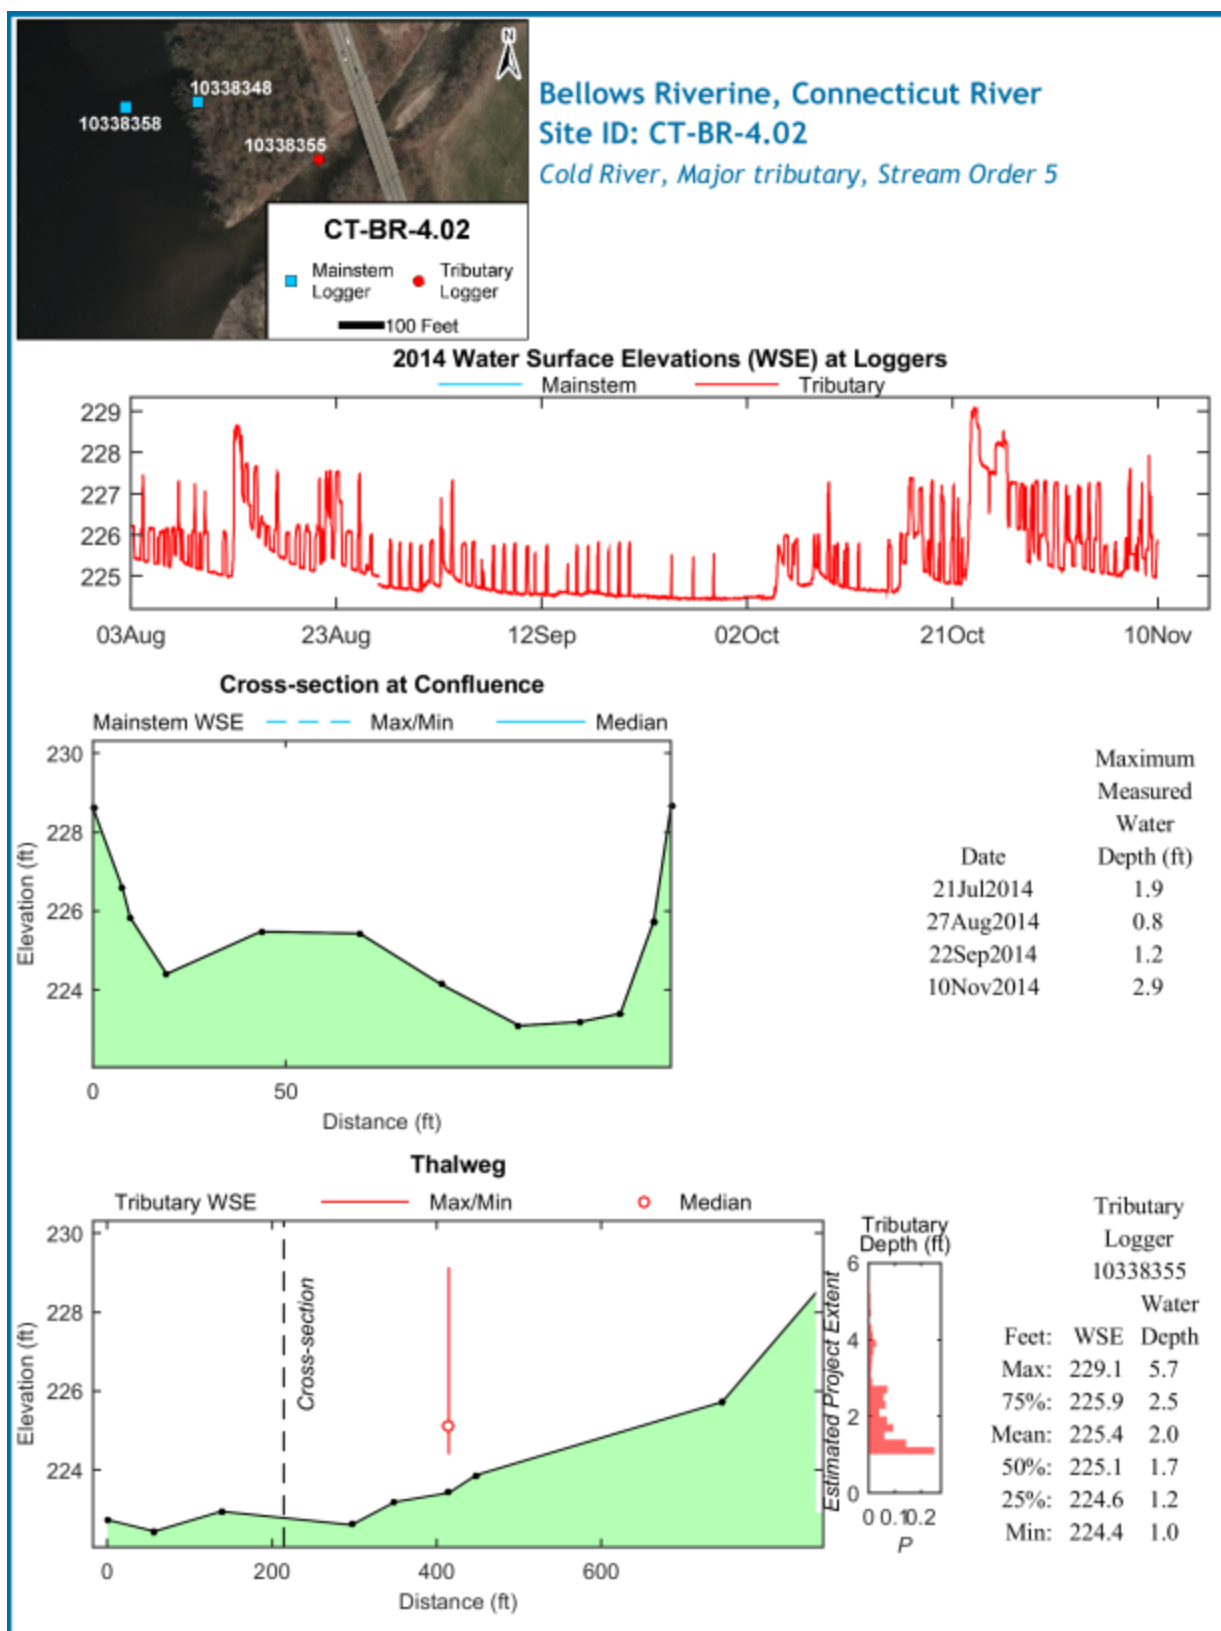 N
10338348
10338358
10338355
CT-BR-4.02
Mainstem Logger
Tributary Logger
100 Feet
Bellows Riverine, Connecticut River
Site ID: CT-BR-4.02
Cold River, Major tributary, Stream Order 5
2014 Water Surface Elevations (WSE) at Loggers
Mainstem Tributary
229
228
227
226
225
03Aug 23Aug 12Sep 02Oct 21Oct 10Nov
Cross-section at Confluence
Mainstem WSE Max/Min Median
230
228
226
224
Elevation (ft)
0 50
Distance (ft)
Maximum
Measured
Water
Date Depth (ft)
21Jul2014 1.9
27Aug2014 0.8
22Sep2014 1.2
10Nov2014 2.9
Thalweg
Tributary WSE Max/Min Median
230
228
226
224
Elevation (ft)
Cross-section
0 200 400 600
Distance (ft)
Estimated Project Extent
Tributary
Depth (ft)
6
4
2
0
0 0.1 0.2
P
Tributary
Logger
10338355
Water
Feet: WSE Depth
Max: 229.1 5.7
75%: 225.9 2.5
Mean: 225.4 2.0
50%: 225.1 1.7
25%: 224.6 1.2
Min: 224.4 1.0